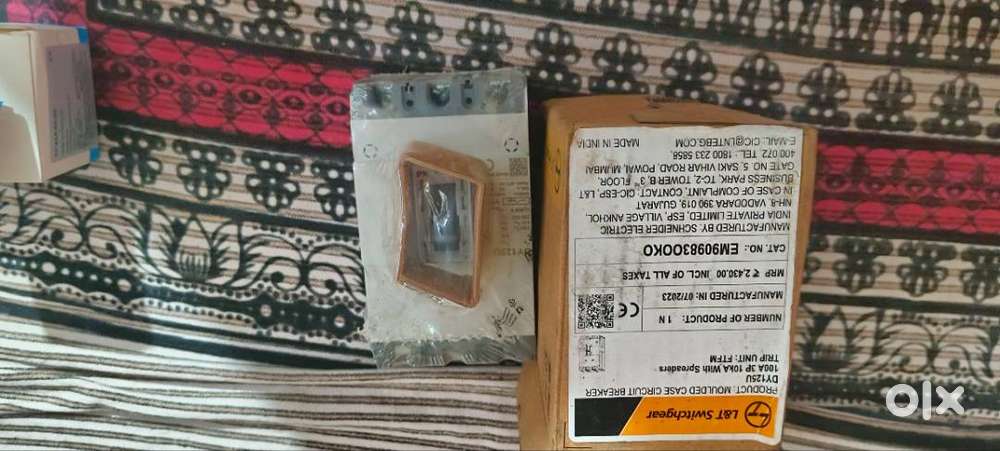 L&T Switchgear
PRODUCT: MOULDED CASE CIRCUIT BREAKER
DY125U
100A 3P 10kA With Spreaders
TRIP UNIT: FTFM
NUMBER OF PRODUCT: 1 N
MANUFACTURED IN: 07/2023
MRP ₹ 2,430.00 INCL OF ALL TAXES
CAT. NO.: EM90983OOKO
MANUFACTURED BY: SCHNEIDER ELECTRIC
INDIA PRIVATE LIMITED, ESP, VILLAGE ANKHOL,
NH-8, VADODARA 390 019, GUJARAT
IN CASE OF COMPLAINT, CONTACT: CIC-ESP, L&T
BUSINESS PARK, TC-2, TOWER B, 3 FLOOR,
GATE NO. 5, SAKI VIHAR ROAD, POWAI, MUMBAI
400 072 · TEL : 1800 233 5858,
E-MAIL: CIC@LNTEBG.COM MADE IN INDIA
CE
olx